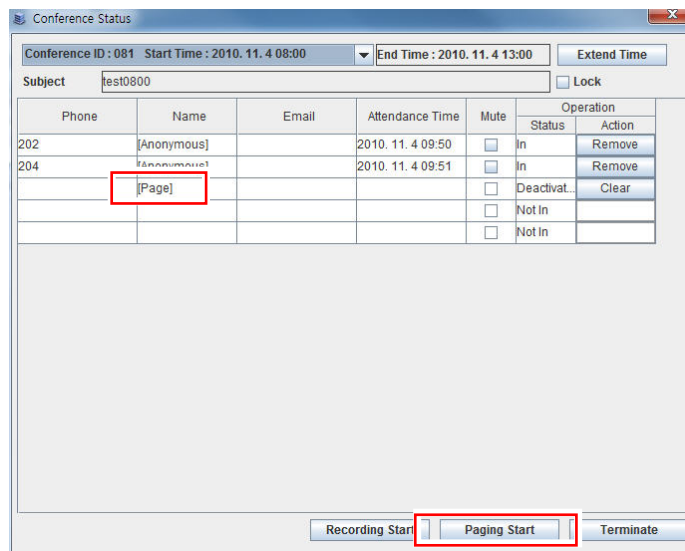 Conference Status
Conference ID : 081 Start Time : 2010. 11. 4 08:00 End Time : 2010. 11. 4 13:00 Extend Time
Subject test0800 Lock
Phone Name Email Attendance Time Mute Operation
Status Action
202 [Anonymous] 2010. 11. 4 09:50 In Remove
204 [Anonymous] 2010. 11. 4 09:51 In Remove
[Page] Deactivat... Clear
Not In
Not In
Recording Start Paging Start Terminate